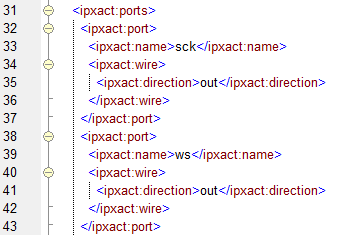 31 <ipxact:ports>
32 <ipxact:port>
33 <ipxact:name>sck</ipxact:name>
34 <ipxact:wire>
35 <ipxact:direction>out</ipxact:direction>
36 </ipxact:wire>
37 </ipxact:port>
38 <ipxact:port>
39 <ipxact:name>ws</ipxact:name>
40 <ipxact:wire>
41 <ipxact:direction>out</ipxact:direction>
42 </ipxact:wire>
43 </ipxact:port>